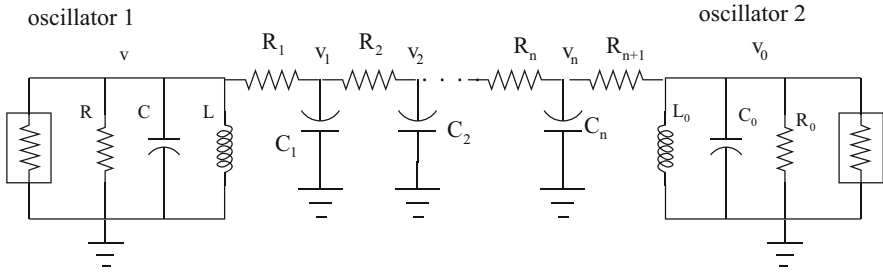 oscillator 1
oscillator 2
v
R₁
v₁
R₂
v₂
. . . .
Rₙ
vₙ
Rₙ₊₁
v₀
R
C
L
C₁
C₂
Cₙ
L₀
C₀
R₀